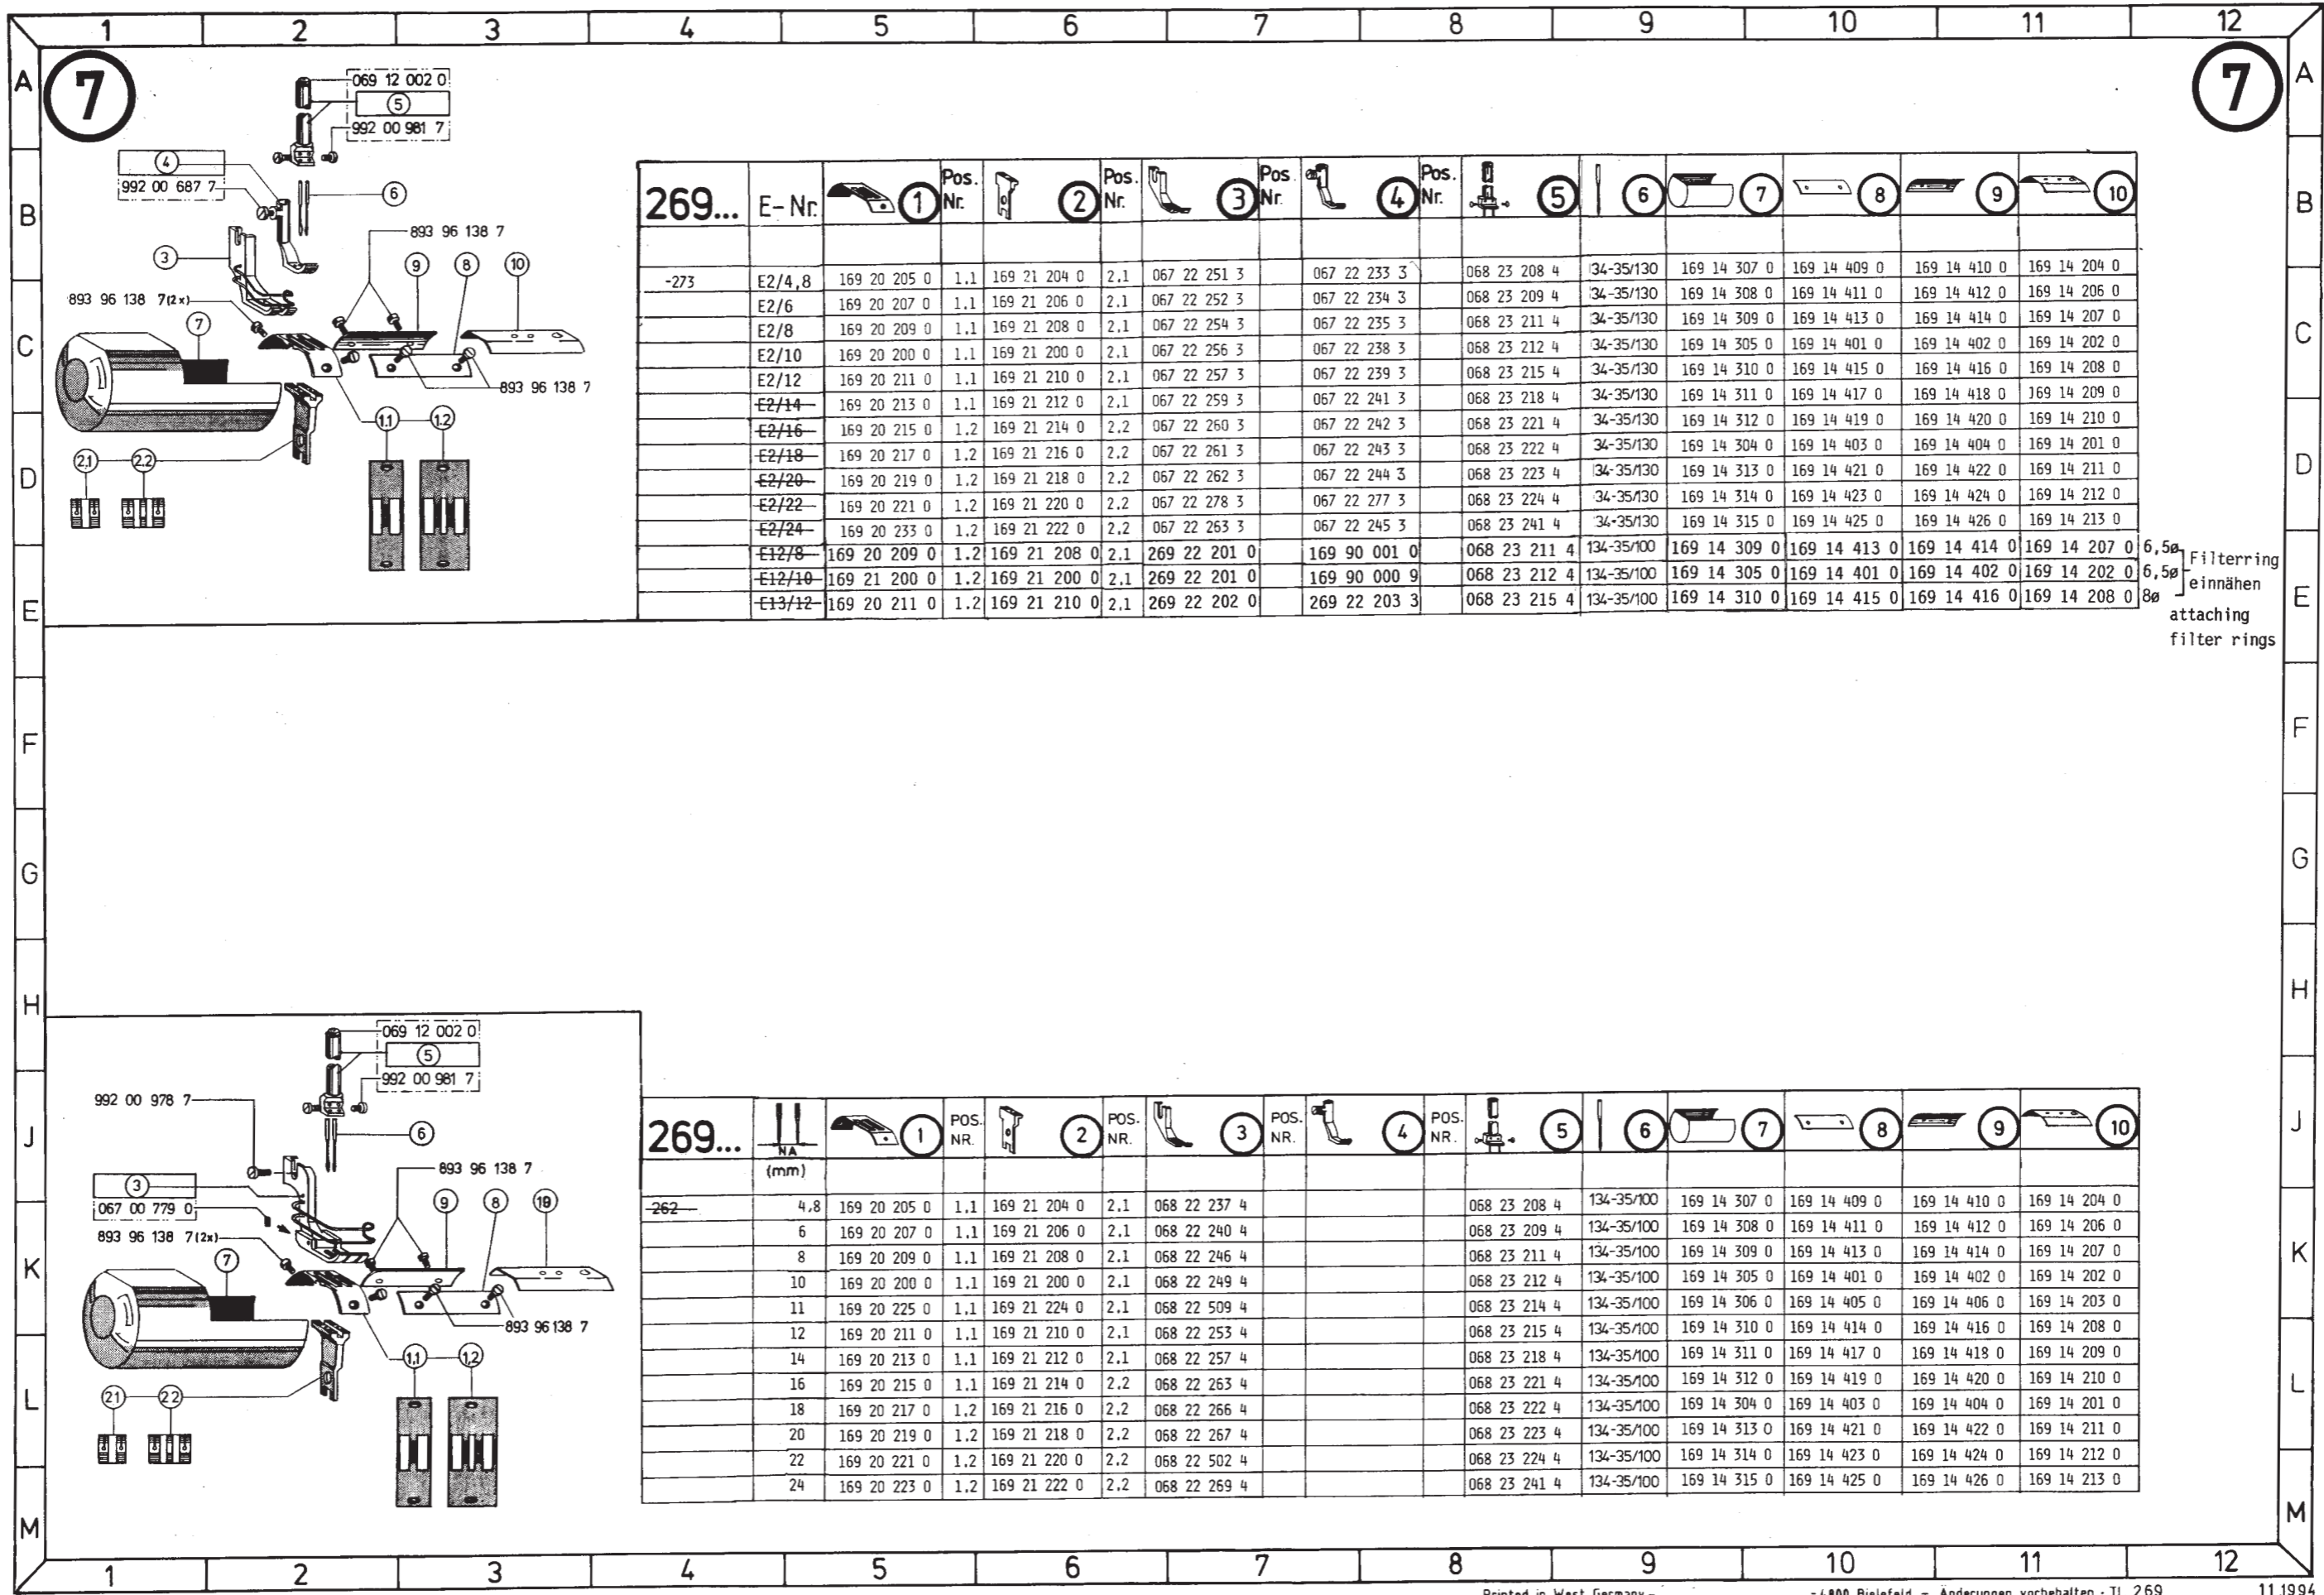 1 2 3 4 5 6 7 8 9 10 11 12
A A
7 7
069 12 002 0
5
992 00 981 7
4
992 00 687 7
6
B B
893 96 138 7
3 9 8 10
893 96 138 7(2x)
7
C C
893 96 138 7
1.1 1.2
2.1 2.2
D D
269... E-Nr. 1 Pos. Nr. 2 Pos. Nr. 3 Pos. Nr. 4 Pos. Nr. 5 6 7 8 9 10
-273 E2/4,8 169 20 205 0 1.1 169 21 204 0 2.1 067 22 251 3 067 22 233 3 068 23 208 4 34-35/130 169 14 307 0 169 14 409 0 169 14 410 0 169 14 204 0
E2/6 169 20 207 0 1.1 169 21 206 0 2.1 067 22 252 3 067 22 234 3 068 23 209 4 34-35/130 169 14 308 0 169 14 411 0 169 14 412 0 169 14 206 0
E2/8 169 20 209 0 1.1 169 21 208 0 2.1 067 22 254 3 067 22 235 3 068 23 211 4 34-35/130 169 14 309 0 169 14 413 0 169 14 414 0 169 14 207 0
E2/10 169 20 200 0 1.1 169 21 200 0 2.1 067 22 256 3 067 22 238 3 068 23 212 4 34-35/130 169 14 305 0 169 14 401 0 169 14 402 0 169 14 202 0
E2/12 169 20 211 0 1.1 169 21 210 0 2.1 067 22 257 3 067 22 239 3 068 23 215 4 34-35/130 169 14 310 0 169 14 415 0 169 14 416 0 169 14 208 0
E2/14 169 20 213 0 1.1 169 21 212 0 2.1 067 22 259 3 067 22 241 3 068 23 218 4 34-35/130 169 14 311 0 169 14 417 0 169 14 418 0 169 14 209 0
E2/16 169 20 215 0 1.2 169 21 214 0 2.2 067 22 260 3 067 22 242 3 068 23 221 4 34-35/130 169 14 312 0 169 14 419 0 169 14 420 0 169 14 210 0
E2/18 169 20 217 0 1.2 169 21 216 0 2.2 067 22 261 3 067 22 243 3 068 23 222 4 34-35/130 169 14 304 0 169 14 403 0 169 14 404 0 169 14 201 0
E2/20 169 20 219 0 1.2 169 21 218 0 2.2 067 22 262 3 067 22 244 3 068 23 223 4 34-35/130 169 14 313 0 169 14 421 0 169 14 422 0 169 14 211 0
E2/22 169 20 221 0 1.2 169 21 220 0 2.2 067 22 278 3 067 22 277 3 068 23 224 4 34-35/130 169 14 314 0 169 14 423 0 169 14 424 0 169 14 212 0
E2/24 169 20 233 0 1.2 169 21 222 0 2.2 067 22 263 3 067 22 245 3 068 23 241 4 34-35/130 169 14 315 0 169 14 425 0 169 14 426 0 169 14 213 0
E12/8 169 20 209 0 1.2 169 21 208 0 2.1 269 22 201 0 169 90 001 0 068 23 211 4 134-35/100 169 14 309 0 169 14 413 0 169 14 414 0 169 14 207 0 6,5ø
E12/10 169 21 200 0 1.2 169 21 200 0 2.1 269 22 201 0 169 90 000 9 068 23 212 4 134-35/100 169 14 305 0 169 14 401 0 169 14 402 0 169 14 202 0 6,5ø
E13/12 169 20 211 0 1.2 169 21 210 0 2.1 269 22 202 0 269 22 203 3 068 23 215 4 134-35/100 169 14 310 0 169 14 415 0 169 14 416 0 169 14 208 0 8ø
Filterring
einnähen
attaching
filter rings
E E
F F
G G
H H
069 12 002 0
5
992 00 981 7
992 00 978 7
6
J J
893 96 138 7
3
067 00 779 0
9 8 10
893 96 138 7(2x)
7
K K
893 96 138 7
1.1 1.2
21 22
L L
269... NA (mm) 1 POS. NR. 2 POS. NR. 3 POS. NR. 4 POS. NR. 5 6 7 8 9 10
-262 4,8 169 20 205 0 1.1 169 21 204 0 2.1 068 22 237 4 068 23 208 4 134-35/100 169 14 307 0 169 14 409 0 169 14 410 0 169 14 204 0
6 169 20 207 0 1.1 169 21 206 0 2.1 068 22 240 4 068 23 209 4 134-35/100 169 14 308 0 169 14 411 0 169 14 412 0 169 14 206 0
8 169 20 209 0 1.1 169 21 208 0 2.1 068 22 246 4 068 23 211 4 134-35/100 169 14 309 0 169 14 413 0 169 14 414 0 169 14 207 0
10 169 20 200 0 1.1 169 21 200 0 2.1 068 22 249 4 068 23 212 4 134-35/100 169 14 305 0 169 14 401 0 169 14 402 0 169 14 202 0
11 169 20 225 0 1.1 169 21 224 0 2.1 068 22 509 4 068 23 214 4 134-35/100 169 14 306 0 169 14 405 0 169 14 406 0 169 14 203 0
12 169 20 211 0 1.1 169 21 210 0 2.1 068 22 253 4 068 23 215 4 134-35/100 169 14 310 0 169 14 414 0 169 14 416 0 169 14 208 0
14 169 20 213 0 1.1 169 21 212 0 2.1 068 22 257 4 068 23 218 4 134-35/100 169 14 311 0 169 14 417 0 169 14 418 0 169 14 209 0
16 169 20 215 0 1.1 169 21 214 0 2.2 068 22 263 4 068 23 221 4 134-35/100 169 14 312 0 169 14 419 0 169 14 420 0 169 14 210 0
18 169 20 217 0 1.2 169 21 216 0 2.2 068 22 266 4 068 23 222 4 134-35/100 169 14 304 0 169 14 403 0 169 14 404 0 169 14 201 0
20 169 20 219 0 1.2 169 21 218 0 2.2 068 22 267 4 068 23 223 4 134-35/100 169 14 313 0 169 14 421 0 169 14 422 0 169 14 211 0
22 169 20 221 0 1.2 169 21 220 0 2.2 068 22 502 4 068 23 224 4 134-35/100 169 14 314 0 169 14 423 0 169 14 424 0 169 14 212 0
24 169 20 223 0 1.2 169 21 222 0 2.2 068 22 269 4 068 23 241 4 134-35/100 169 14 315 0 169 14 425 0 169 14 426 0 169 14 213 0
M M
1 2 3 4 5 6 7 8 9 10 11 12
Printed in West Germany - - 4800 Bielefeld - Änderungen vorbehalten · TL 269 11.1994